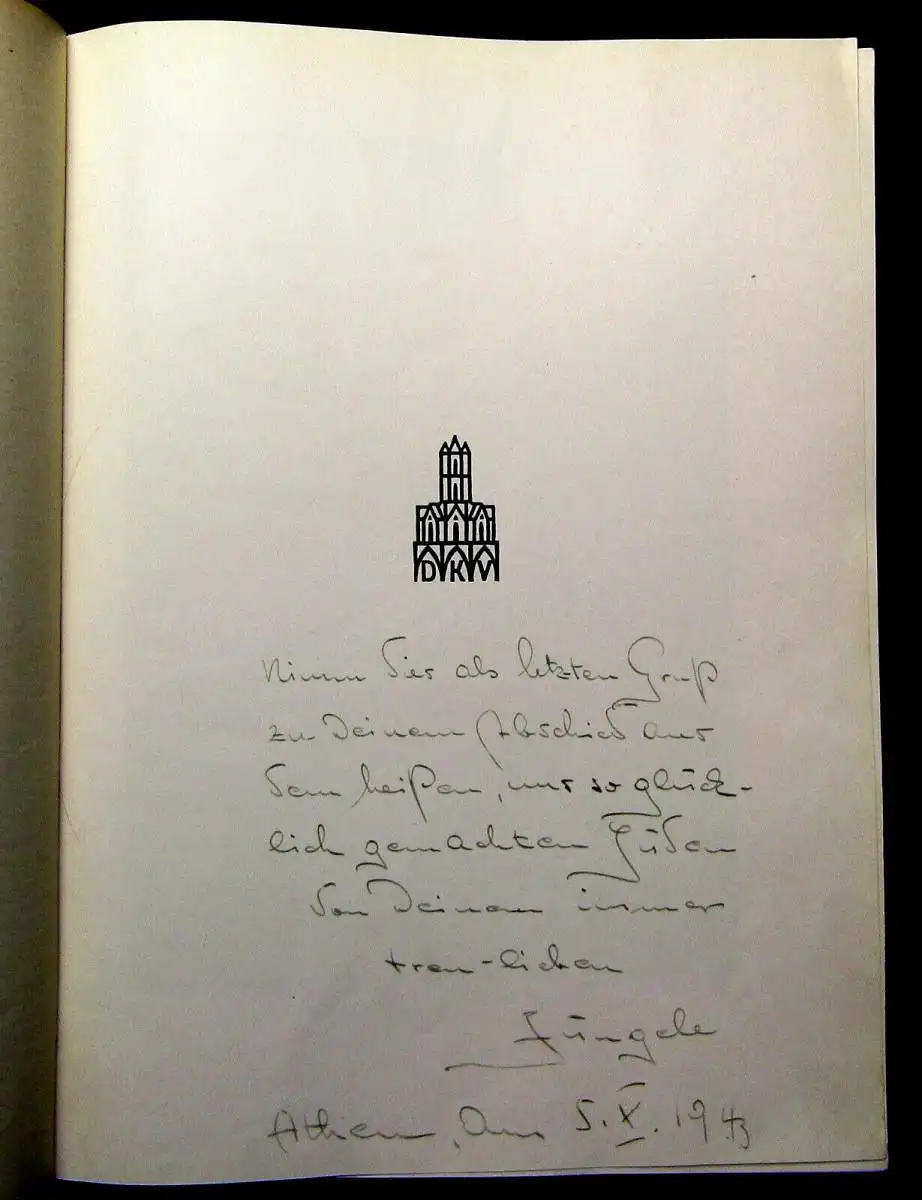 DKV
Nimm dies als letzten Gruß
zu Deinem Abschied aus
dem heißen, uns so glück-
lich gemachten Süden
von Deinem immer
treu-lieben
Jüngele
Athen, am 5.X.1943